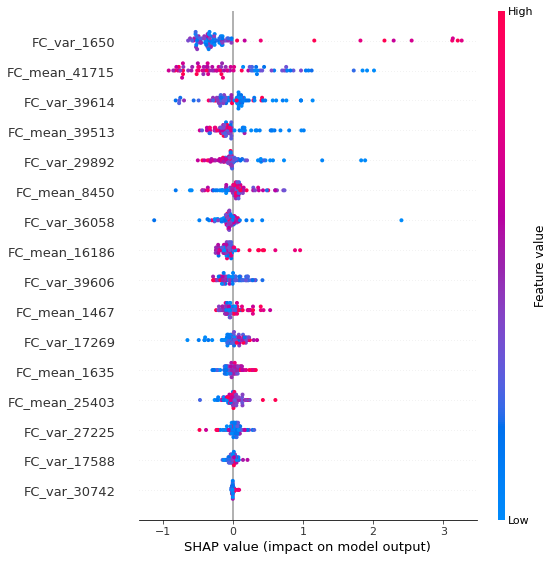 High
FC_var_1650
FC_mean_41715
FC_var_39614
FC_mean_39513
FC_var_29892
FC_mean_8450
FC_var_36058
FC_mean_16186
FC_var_39606
FC_mean_1467
FC_var_17269
FC_mean_1635
FC_mean_25403
FC_var_27225
FC_var_17588
FC_var_30742
Feature value
Low
−1 0 1 2 3
SHAP value (impact on model output)